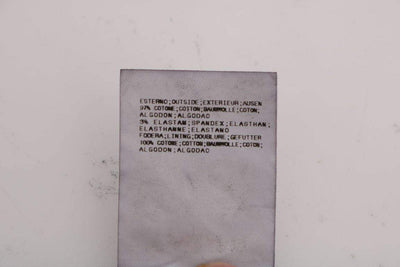 ESTERNO;OUTSIDE;EXTERIEUR;AUSEN
97% COTONE;COTTON;BAUMWOLLE;COTON;
ALGODON;ALGODAO
3% ELASTAN;SPANDEX;ELASTHAN;
ELASTHANNE;ELASTANO
FODERA;LINING;DOUBLURE;GEFUTTER
100% COTONE;COTTON;BAUMWOLLE;COTON;
ALGODON;ALGODAO